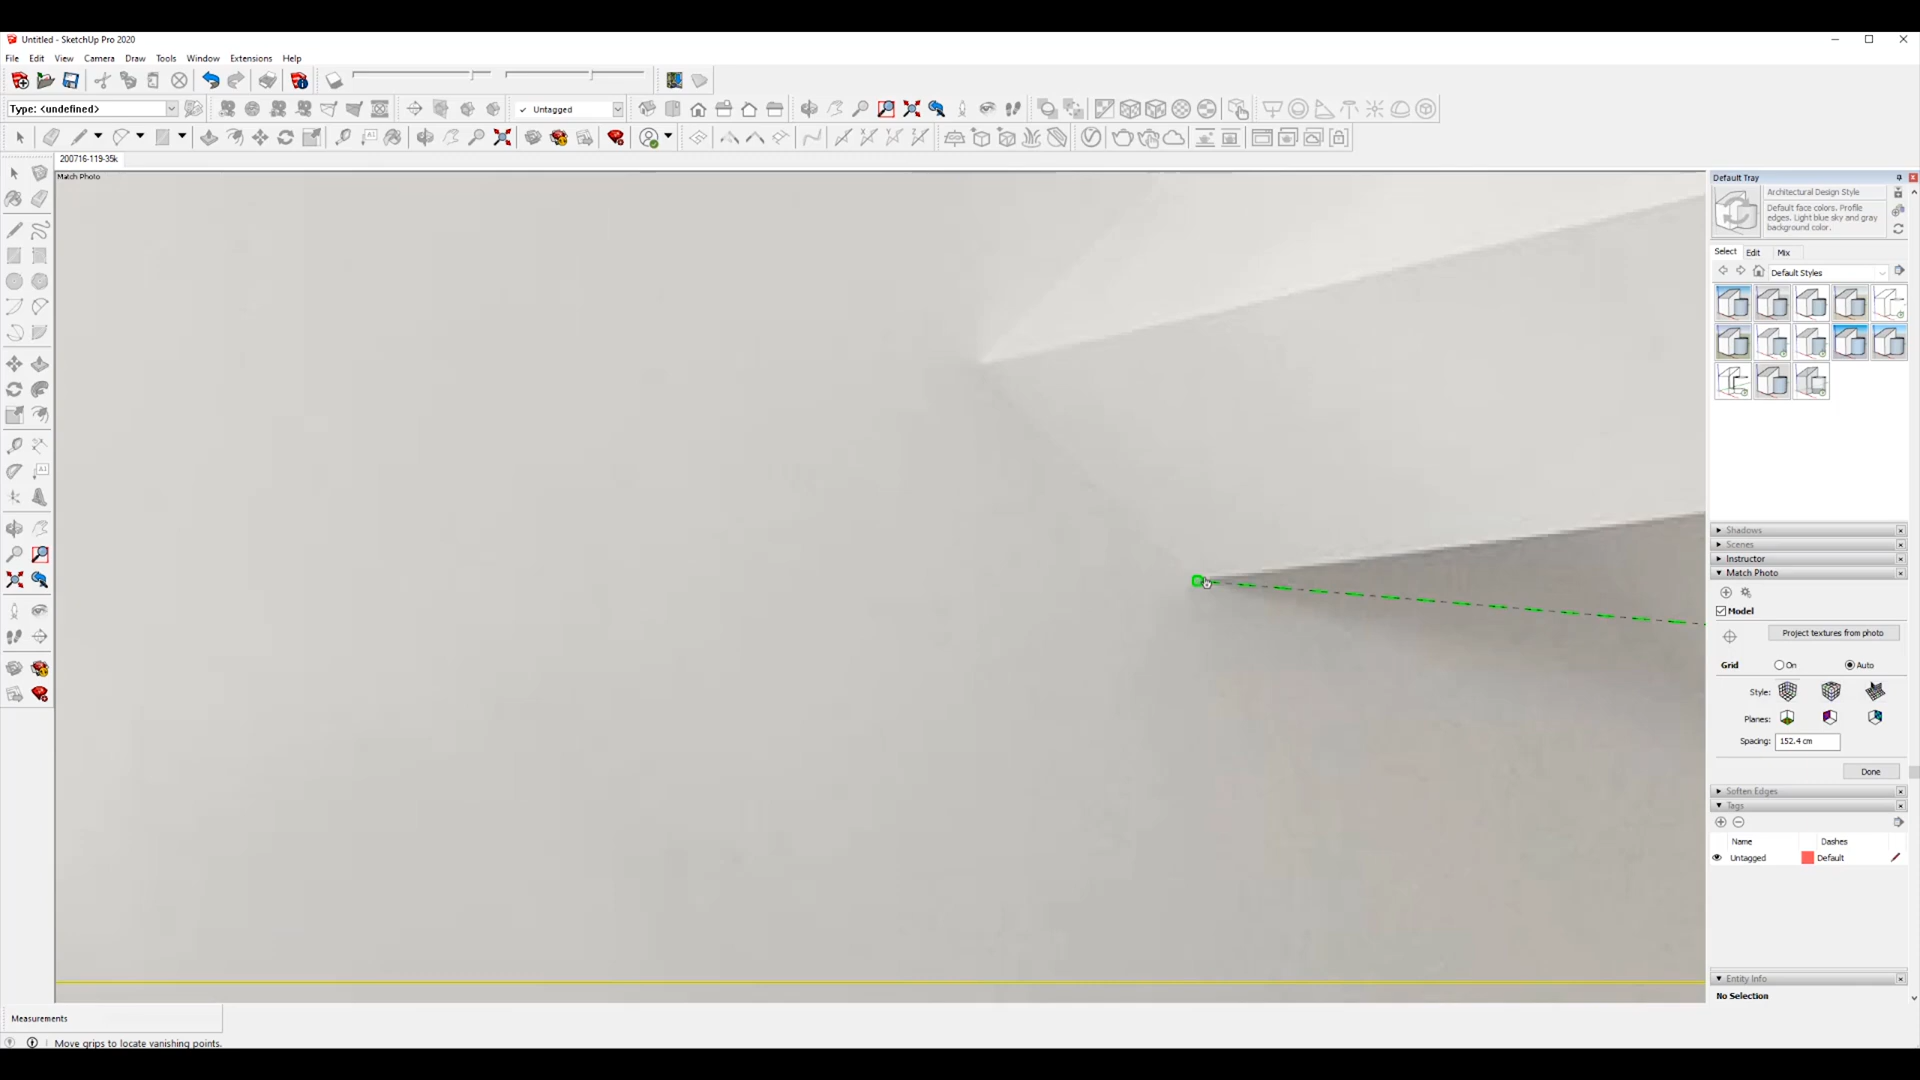 Untitled - SketchUp Pro 2020
File Edit View Camera Draw Tools Window Extensions Help
Type: <undefined>
Untagged
200716-119-35k
Match Photo
Default Tray
Architectural Design Style
Default face colors. Profile
edges. Light blue sky and gray
background color.
Select Edit Mix
Default Styles
Shadows
Scenes
Instructor
Match Photo
Model
Project textures from photo
Grid On Auto
Style:
Planes:
Spacing: 152.4 cm
Done
Soften Edges
Tags
Name Dashes
Untagged Default
Entity Info
No Selection
Measurements
Move grips to locate vanishing points.